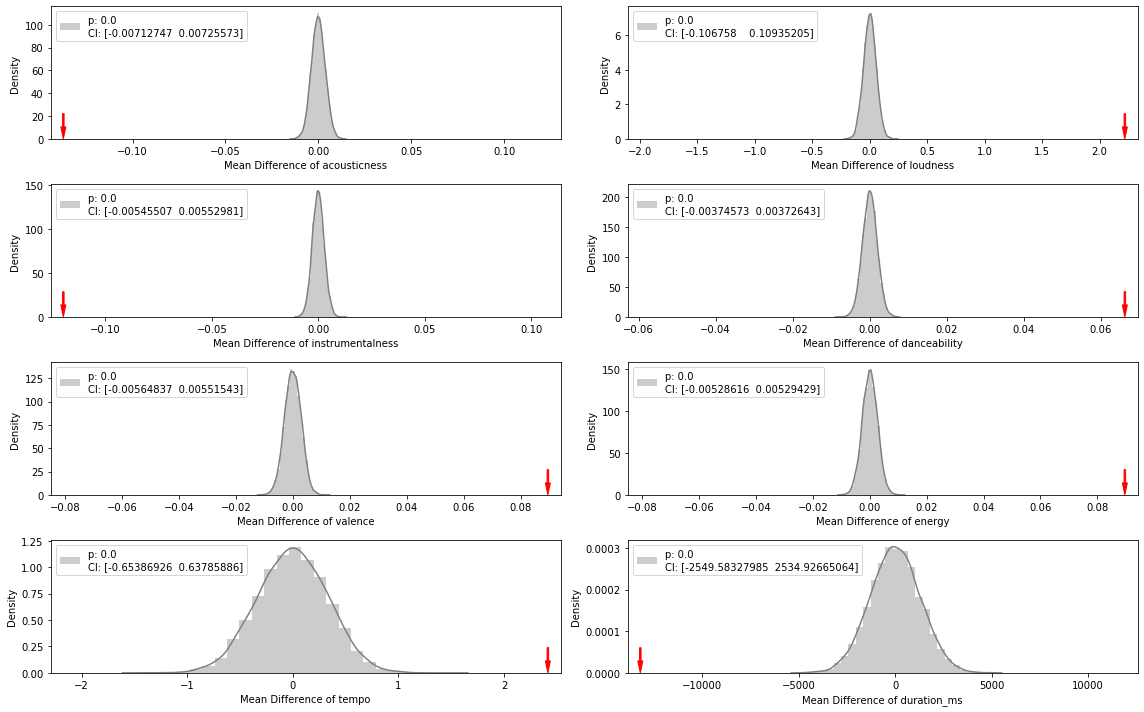 p: 0.0
CI: [-0.00712747 0.00725573]
Density
100
80
60
40
20
0
−0.10 −0.05 0.00 0.05 0.10
Mean Difference of acousticness
p: 0.0
CI: [-0.106758 0.10935205]
Density
6
4
2
0
−2.0 −1.5 −1.0 −0.5 0.0 0.5 1.0 1.5 2.0
Mean Difference of loudness
p: 0.0
CI: [-0.00545507 0.00552981]
Density
150
100
50
0
−0.10 −0.05 0.00 0.05 0.10
Mean Difference of instrumentalness
p: 0.0
CI: [-0.00374573 0.00372643]
Density
200
150
100
50
0
−0.06 −0.04 −0.02 0.00 0.02 0.04 0.06
Mean Difference of danceability
p: 0.0
CI: [-0.00564837 0.00551543]
Density
125
100
75
50
25
0
−0.08 −0.06 −0.04 −0.02 0.00 0.02 0.04 0.06 0.08
Mean Difference of valence
p: 0.0
CI: [-0.00528616 0.00529429]
Density
150
100
50
0
−0.08 −0.06 −0.04 −0.02 0.00 0.02 0.04 0.06 0.08
Mean Difference of energy
p: 0.0
CI: [-0.65386926 0.63785886]
Density
1.25
1.00
0.75
0.50
0.25
0.00
−2 −1 0 1 2
Mean Difference of tempo
p: 0.0
CI: [-2549.58327985 2534.92665064]
Density
0.0003
0.0002
0.0001
0.0000
−10000 −5000 0 5000 10000
Mean Difference of duration_ms